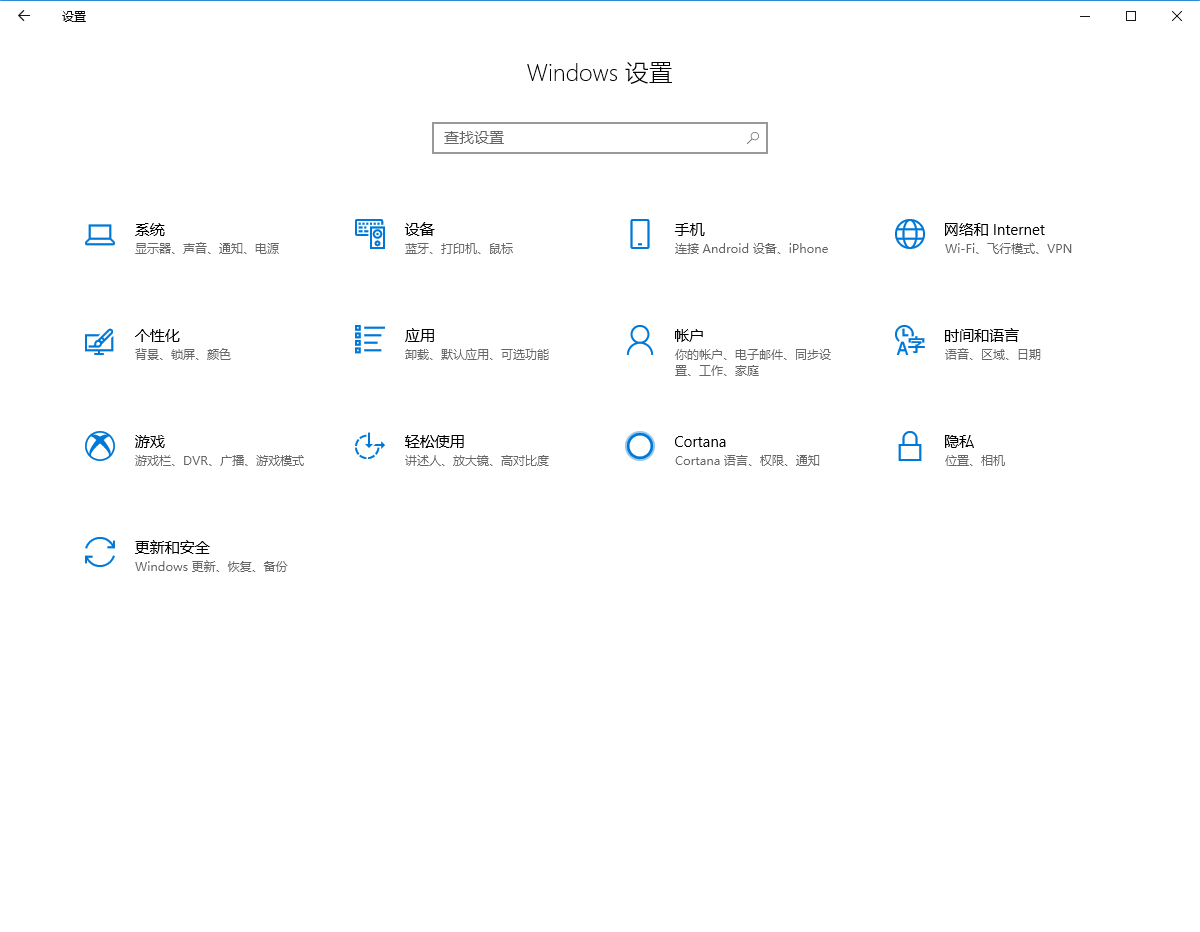 设置
Windows 设置
查找设置
系统
显示器、声音、通知、电源
设备
蓝牙、打印机、鼠标
手机
连接 Android 设备、iPhone
网络和 Internet
Wi-Fi、飞行模式、VPN
个性化
背景、锁屏、颜色
应用
卸载、默认应用、可选功能
帐户
你的帐户、电子邮件、同步设
置、工作、家庭
时间和语言
语音、区域、日期
游戏
游戏栏、DVR、广播、游戏模式
轻松使用
讲述人、放大镜、高对比度
Cortana
Cortana 语言、权限、通知
隐私
位置、相机
更新和安全
Windows 更新、恢复、备份